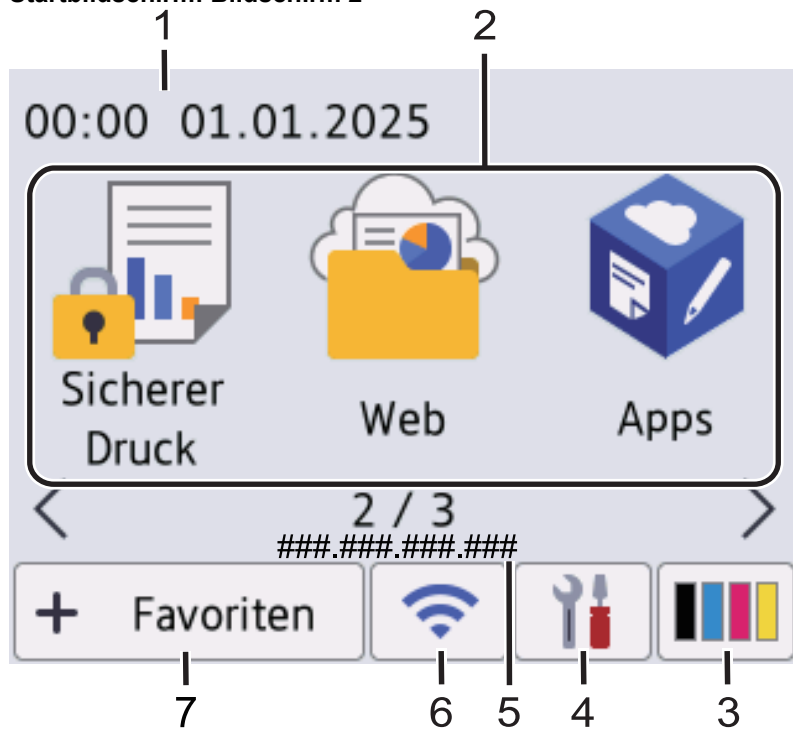 1 2
00:00 01.01.2025
Sicherer
Druck
Web
Apps
2 / 3
###.###.###.###
Favoriten
7 6 5 4 3